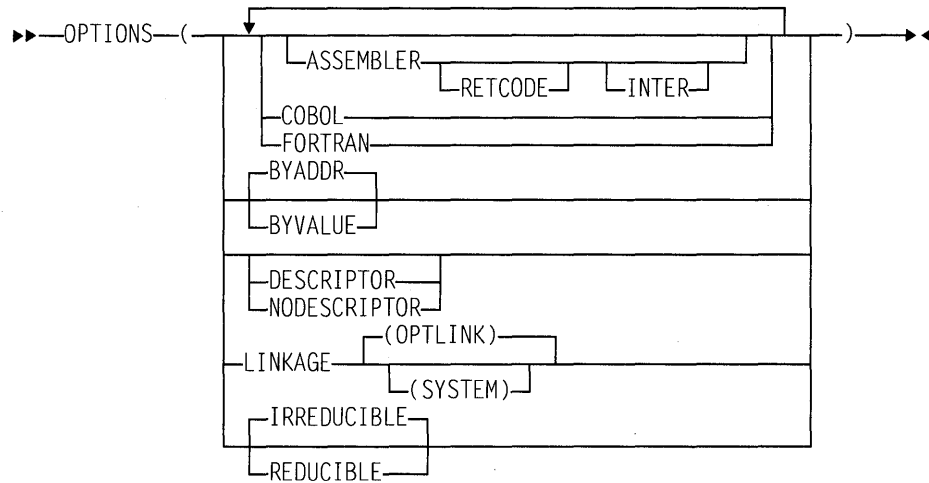 OPTIONS ( )
ASSEMBLER
RETCODE INTER
COBOL
FORTRAN
BYADDR
BYVALUE
DESCRIPTOR
NODESCRIPTOR
(OPTLINK)
LINKAGE
(SYSTEM)
IRREDUCIBLE
REDUCIBLE